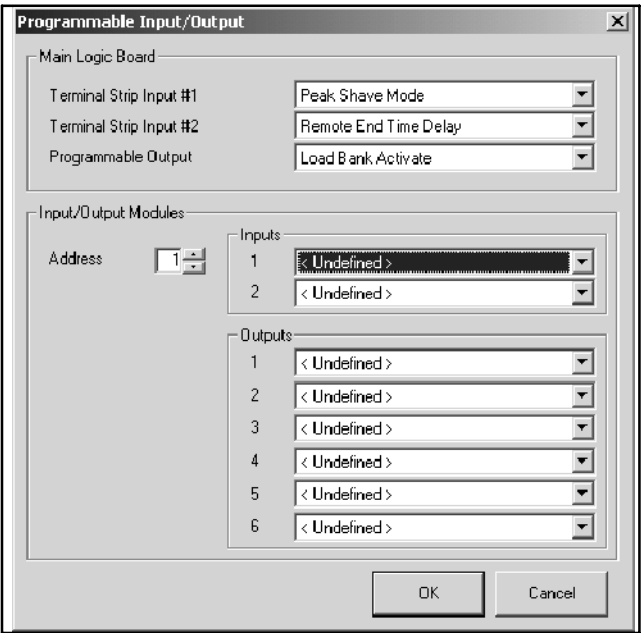 Programmable Input/Output
Main Logic Board
Terminal Strip Input #1 Peak Shave Mode
Terminal Strip Input #2 Remote End Time Delay
Programmable Output Load Bank Activate
Input/Output Modules
Address 1
Inputs
1 < Undefined >
2 < Undefined >
Outputs
1 < Undefined >
2 < Undefined >
3 < Undefined >
4 < Undefined >
5 < Undefined >
6 < Undefined >
OK Cancel